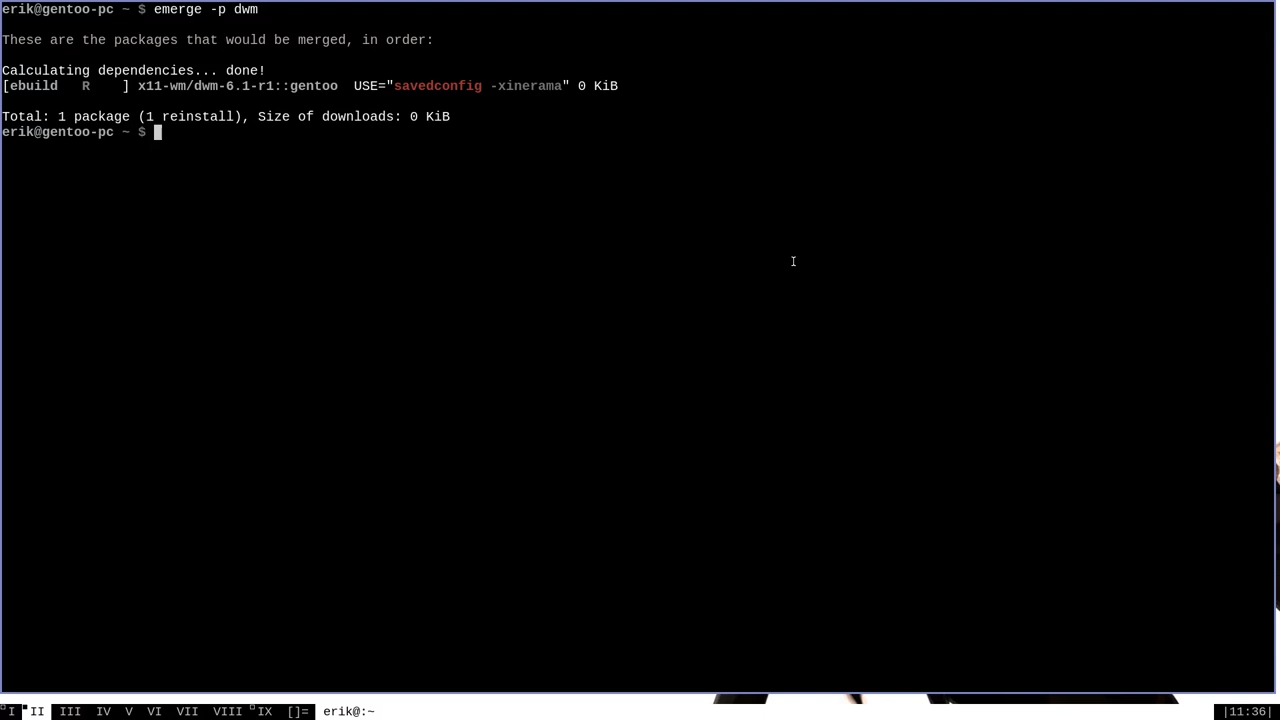 erik@gentoo-pc ~ $ emerge -p dwm
These are the packages that would be merged, in order:
Calculating dependencies... done!
[ebuild   R    ] x11-wm/dwm-6.1-r1::gentoo  USE="savedconfig -xinerama" 0 KiB
Total: 1 package (1 reinstall), Size of downloads: 0 KiB
erik@gentoo-pc ~ $
I II III IV V VI VII VIII IX []= erik@:~ |11:36|